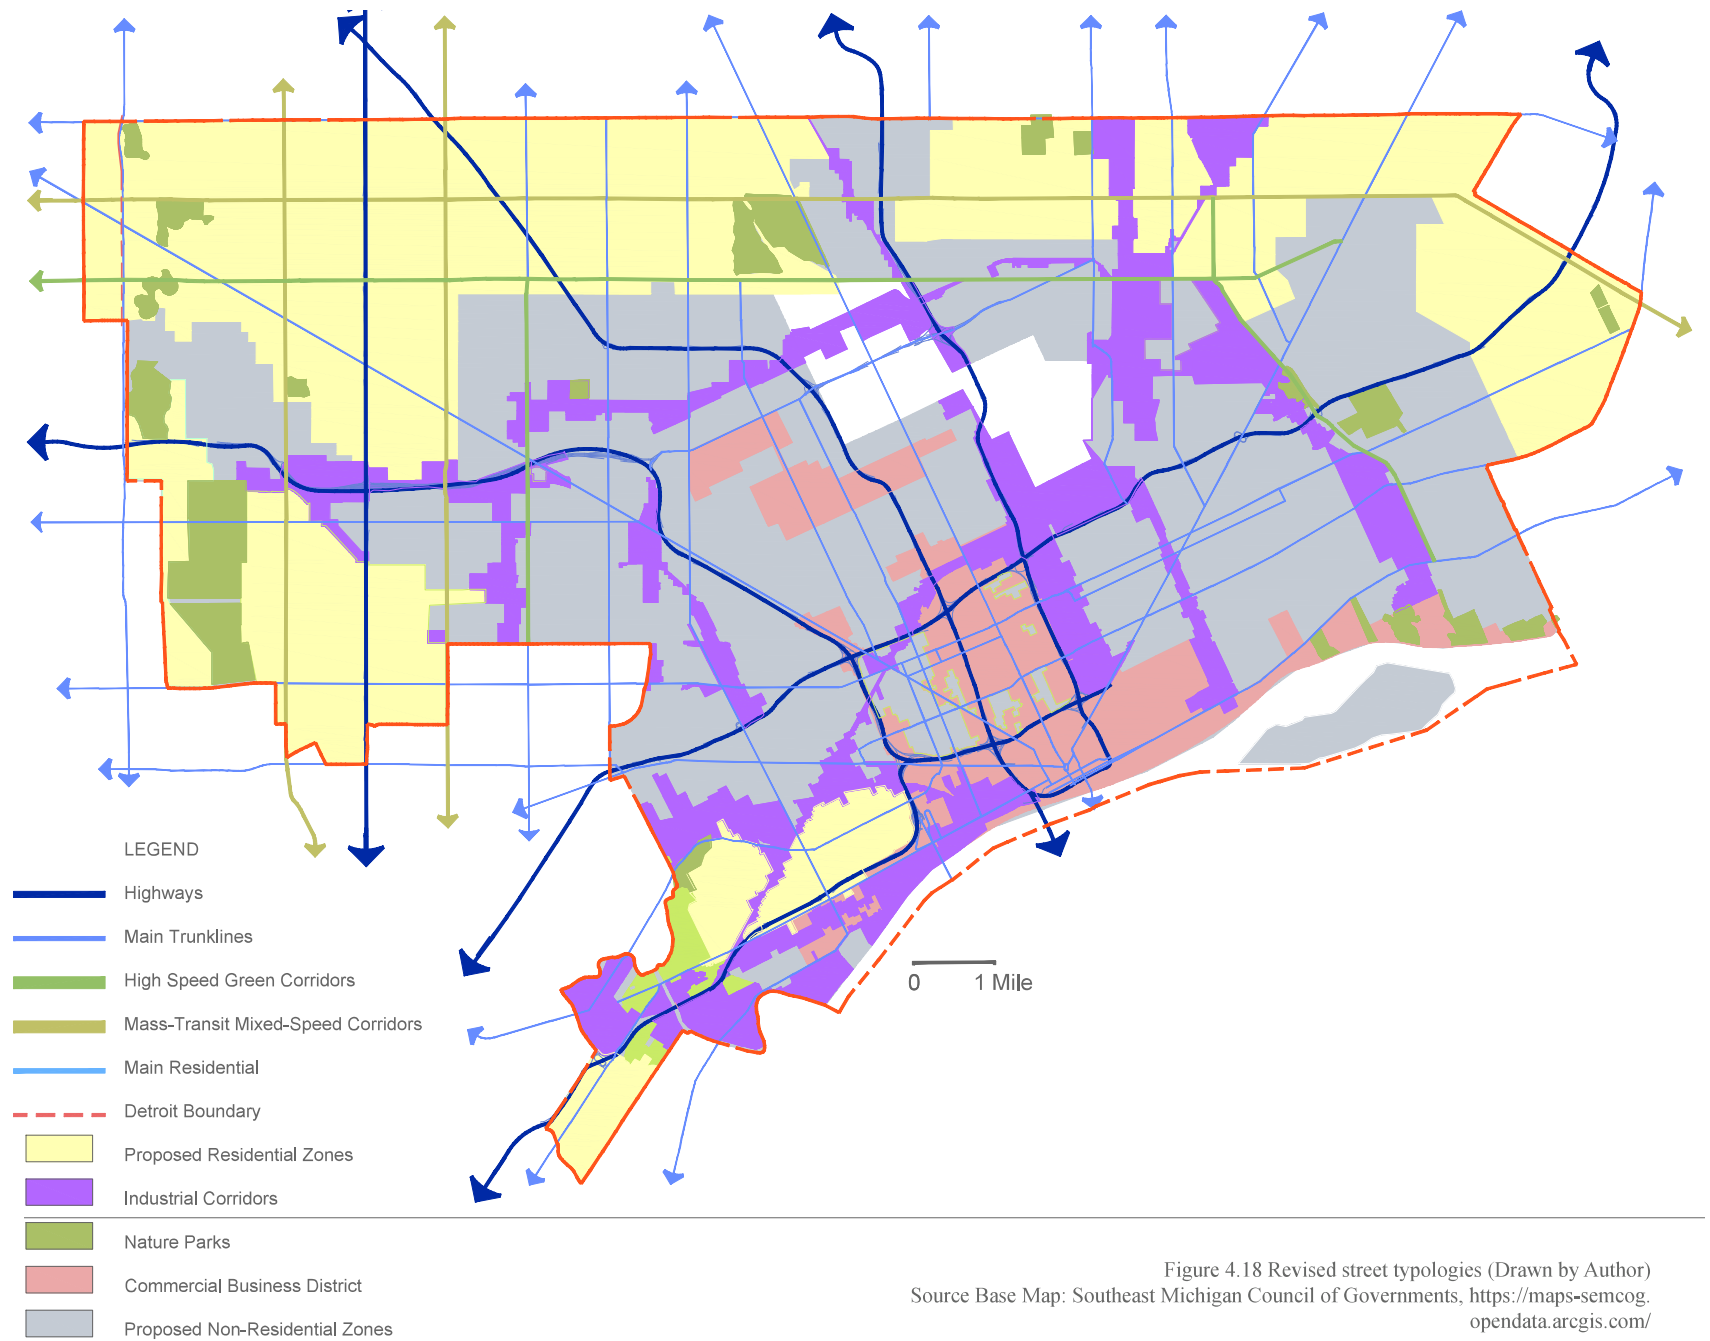 LEGEND
Highways
Main Trunklines
High Speed Green Corridors
Mass-Transit Mixed-Speed Corridors
Main Residential
Detroit Boundary
Proposed Residential Zones
Industrial Corridors
Nature Parks
Commercial Business District
Proposed Non-Residential Zones
0 1 Mile
Figure 4.18 Revised street typologies (Drawn by Author)
Source Base Map: Southeast Michigan Council of Governments, https://maps-semcog.
opendata.arcgis.com/